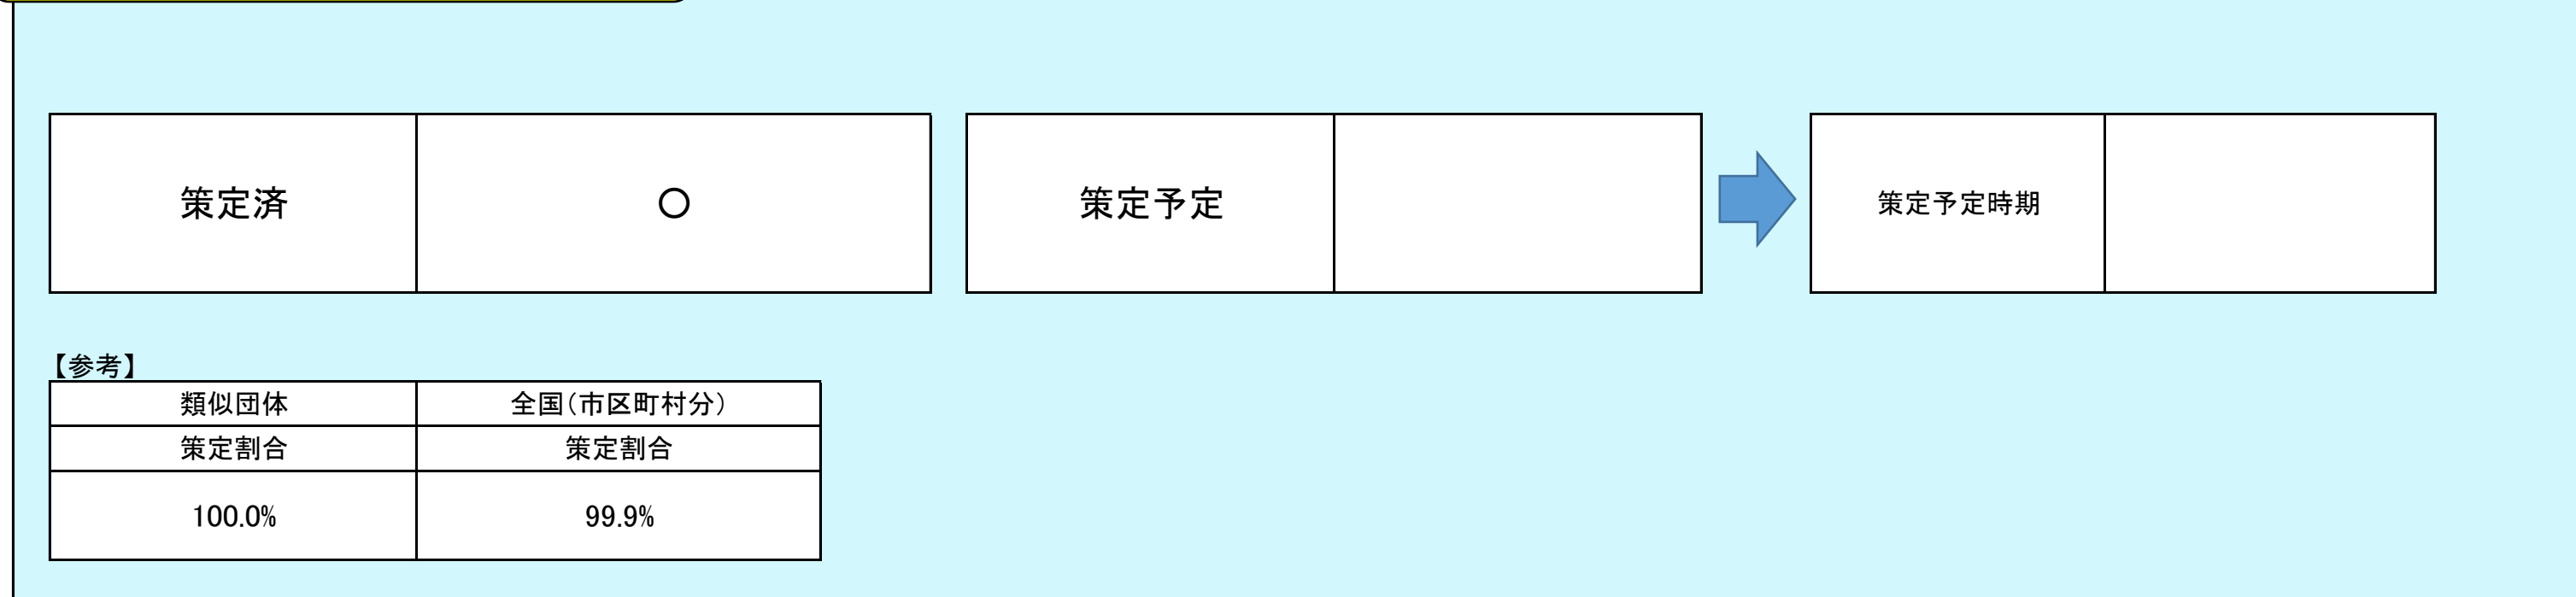 策定済 ○ 策定予定 策定予定時期
【参考】
類似団体 全国(市区町村分)
策定割合 策定割合
100.0% 99.9%